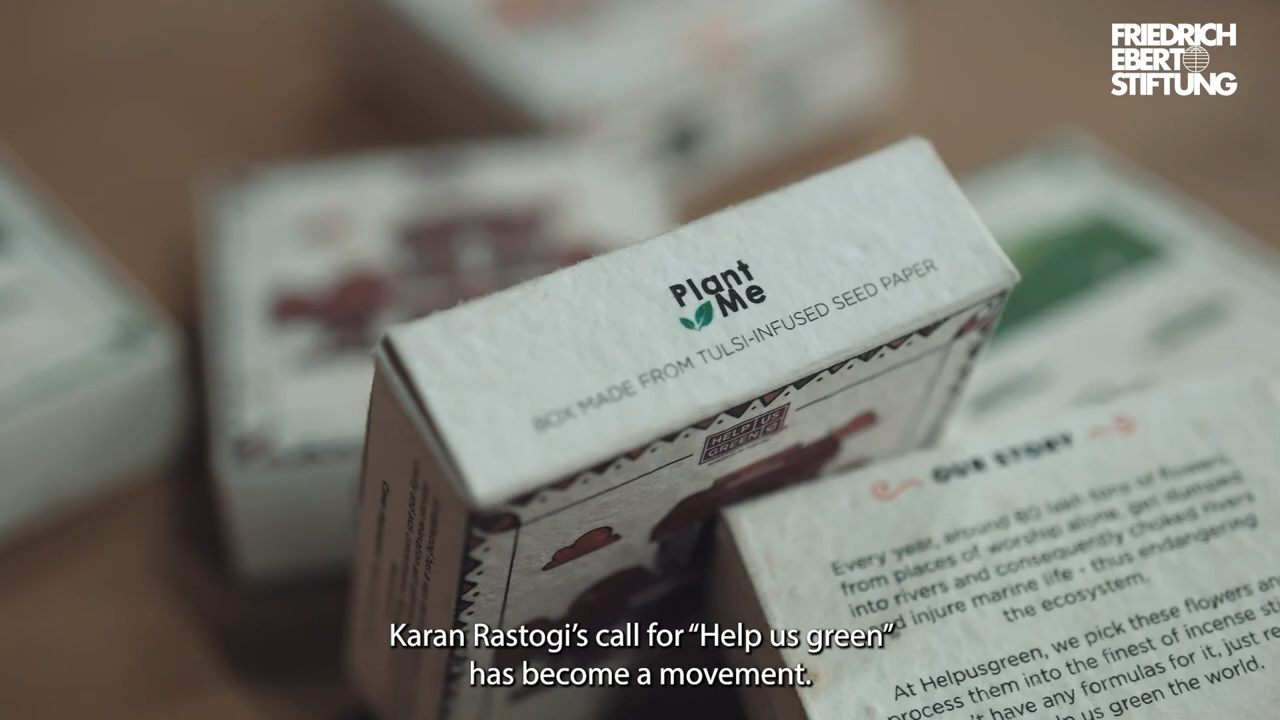 FRIEDRICH
EBERT
STIFTUNG
Plant
Me
BOX MADE FROM TULSI-INFUSED SEED PAPER
HELP US
GREEN
OUR STORY
Every year, around 80 lakh tons of flowers,
from places of worship alone, get dumped
into rivers and consequently choked rivers
and injure marine life - thus endangering
the ecosystem.
At Helpusgreen, we pick these flowers and
process them into the finest of incense
have any formulas for it, just
us green the world.
Karan Rastogi's call for “Help us green”
has become a movement.